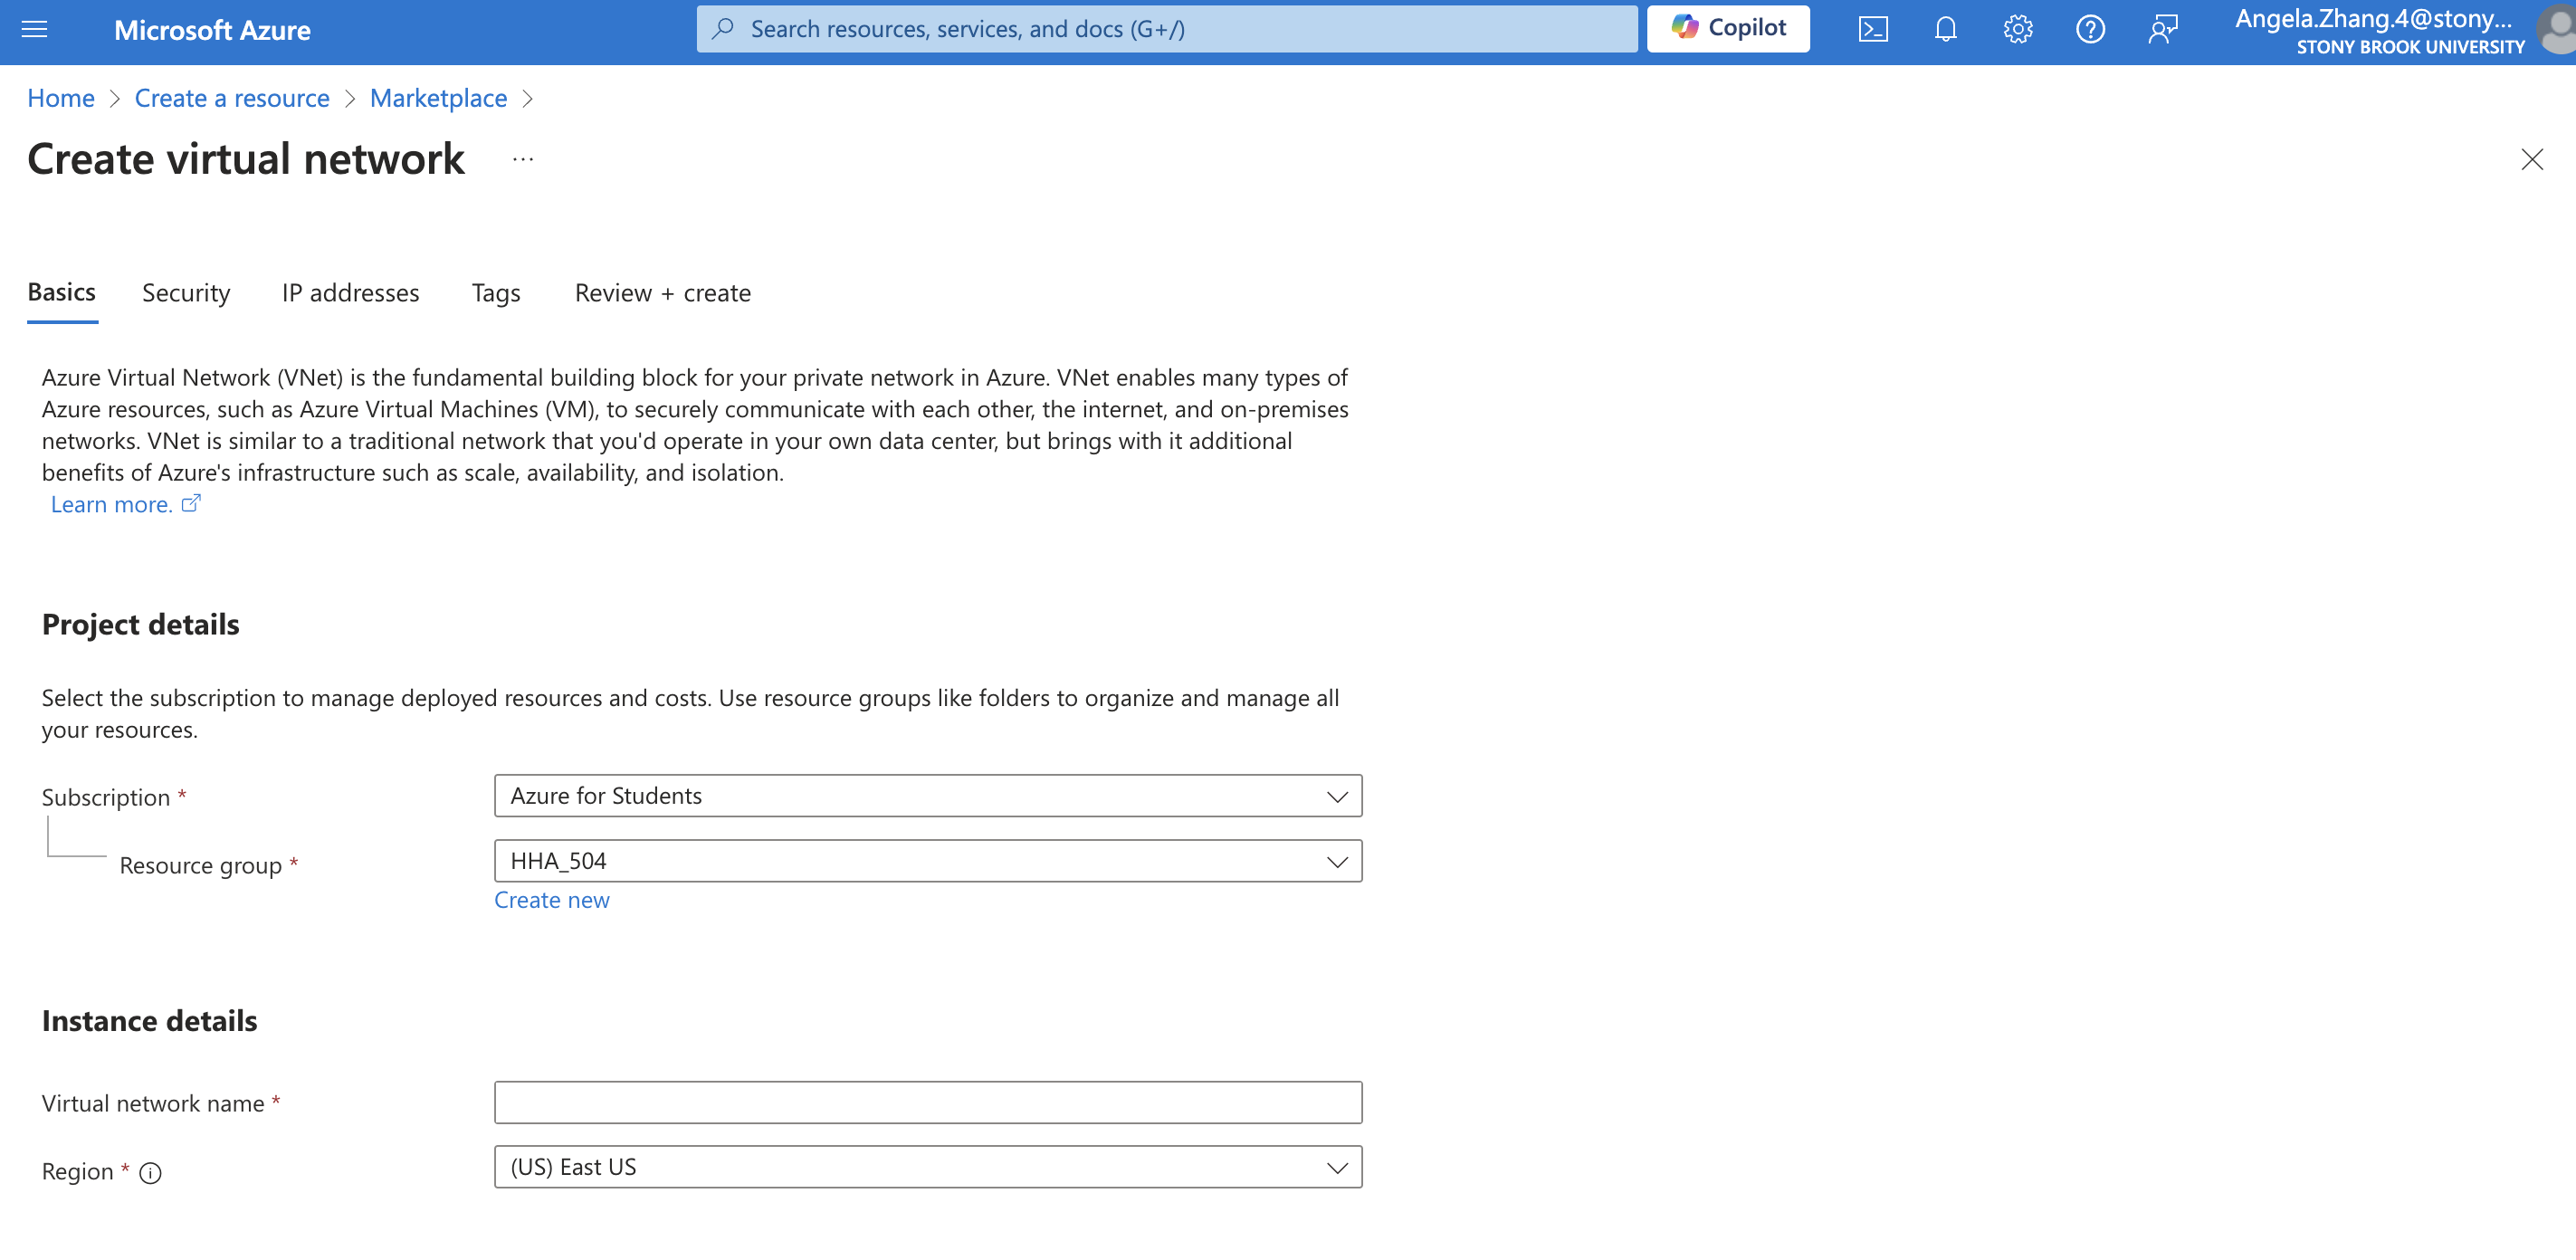 Microsoft Azure
Search resources, services, and docs (G+/)
Copilot
Angela.Zhang.4@stony...
STONY BROOK UNIVERSITY
Home > Create a resource > Marketplace >
Create virtual network ...
Basics Security IP addresses Tags Review + create
Azure Virtual Network (VNet) is the fundamental building block for your private network in Azure. VNet enables many types of
Azure resources, such as Azure Virtual Machines (VM), to securely communicate with each other, the internet, and on-premises
networks. VNet is similar to a traditional network that you'd operate in your own data center, but brings with it additional
benefits of Azure's infrastructure such as scale, availability, and isolation.
Learn more.
Project details
Select the subscription to manage deployed resources and costs. Use resource groups like folders to organize and manage all
your resources.
Subscription * Azure for Students
Resource group * HHA_504
Create new
Instance details
Virtual network name *
Region * (US) East US